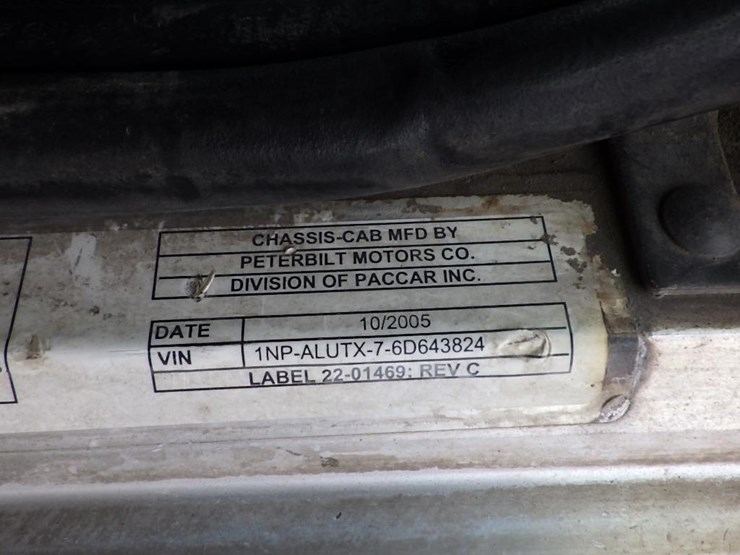 CHASSIS-CAB MFD BY
PETERBILT MOTORS CO.
DIVISION OF PACCAR INC.
DATE 10/2005
VIN 1NP-ALUTX-7-6D643824
LABEL 22-01469: REV C